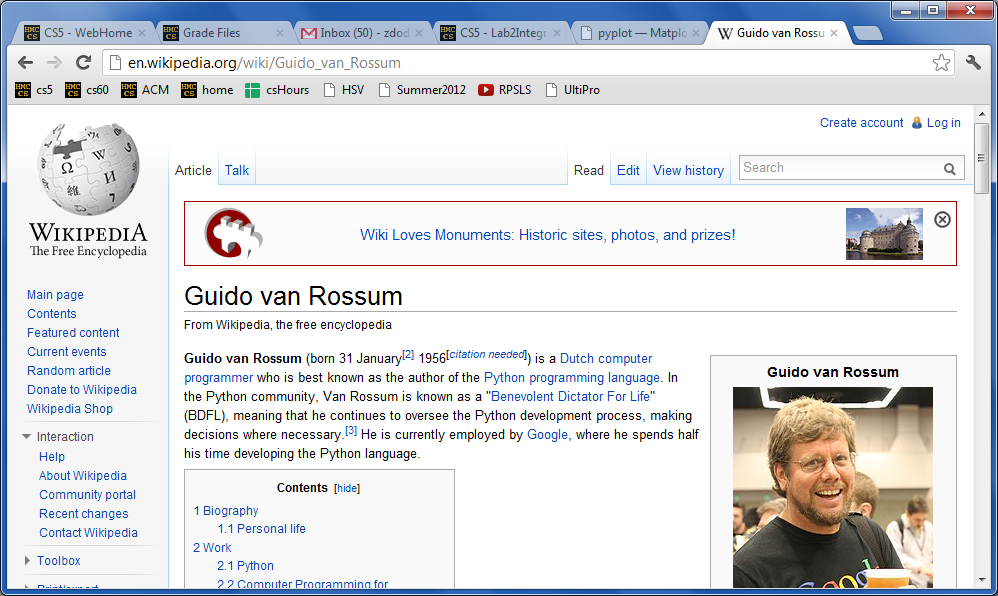 CS5 - WebHome
Grade Files
Inbox (50) - zdod
CS5 - Lab2Integr
pyplot — Matplo
Guido van Rossu
en.wikipedia.org/wiki/Guido_van_Rossum
cs5
cs60
ACM
home
csHours
HSV
Summer2012
RPSLS
UltiPro
Create account
Log in
Article
Talk
Read
Edit
View history
Search
WIKIPEDIA
The Free Encyclopedia
Wiki Loves Monuments: Historic sites, photos, and prizes!
Main page
Contents
Featured content
Current events
Random article
Donate to Wikipedia
Wikipedia Shop
Interaction
Help
About Wikipedia
Community portal
Recent changes
Contact Wikipedia
Toolbox
Print/export
Guido van Rossum
From Wikipedia, the free encyclopedia
Guido van Rossum (born 31 January[2] 1956[citation needed]) is a Dutch computer
programmer who is best known as the author of the Python programming language. In
the Python community, Van Rossum is known as a "Benevolent Dictator For Life"
(BDFL), meaning that he continues to oversee the Python development process, making
decisions where necessary.[3] He is currently employed by Google, where he spends half
his time developing the Python language.
Contents [hide]
1 Biography
1.1 Personal life
2 Work
2.1 Python
2.2 Computer Programming for
Guido van Rossum
Google